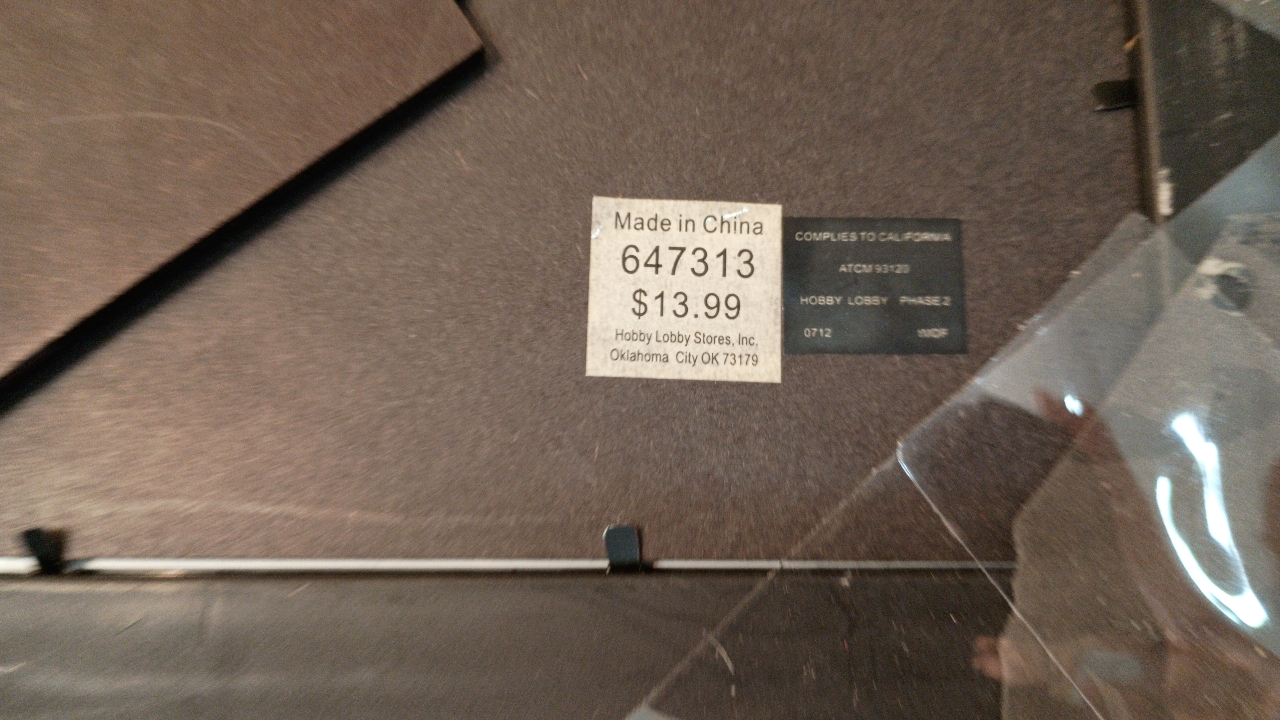 Made in China
647313
$13.99
Hobby Lobby Stores, Inc.
Oklahoma City OK 73179
COMPLIES TO CALIFORNIA
ATCM 93120
HOBBY LOBBY PHASE 2
0712